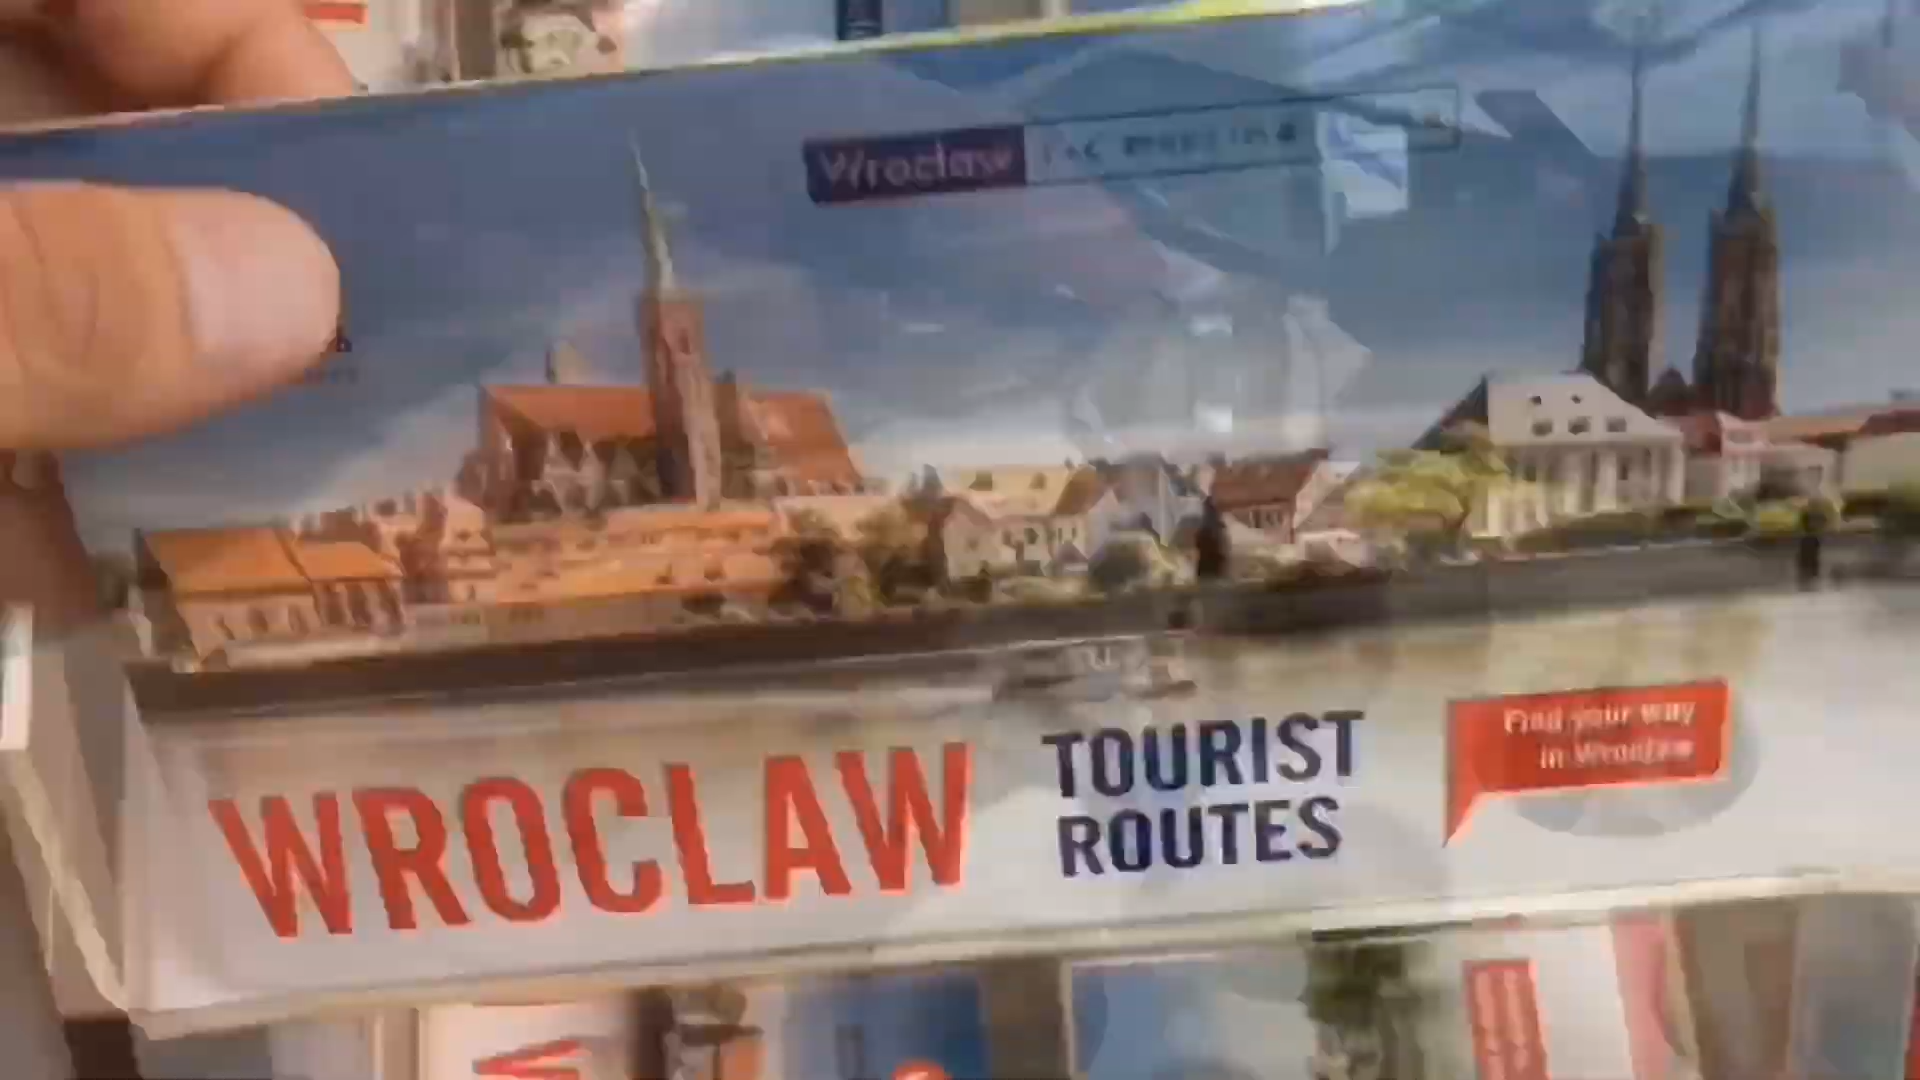 Wroclaw
WROCLAW
TOURIST
ROUTES
Find your way
in Wroclaw